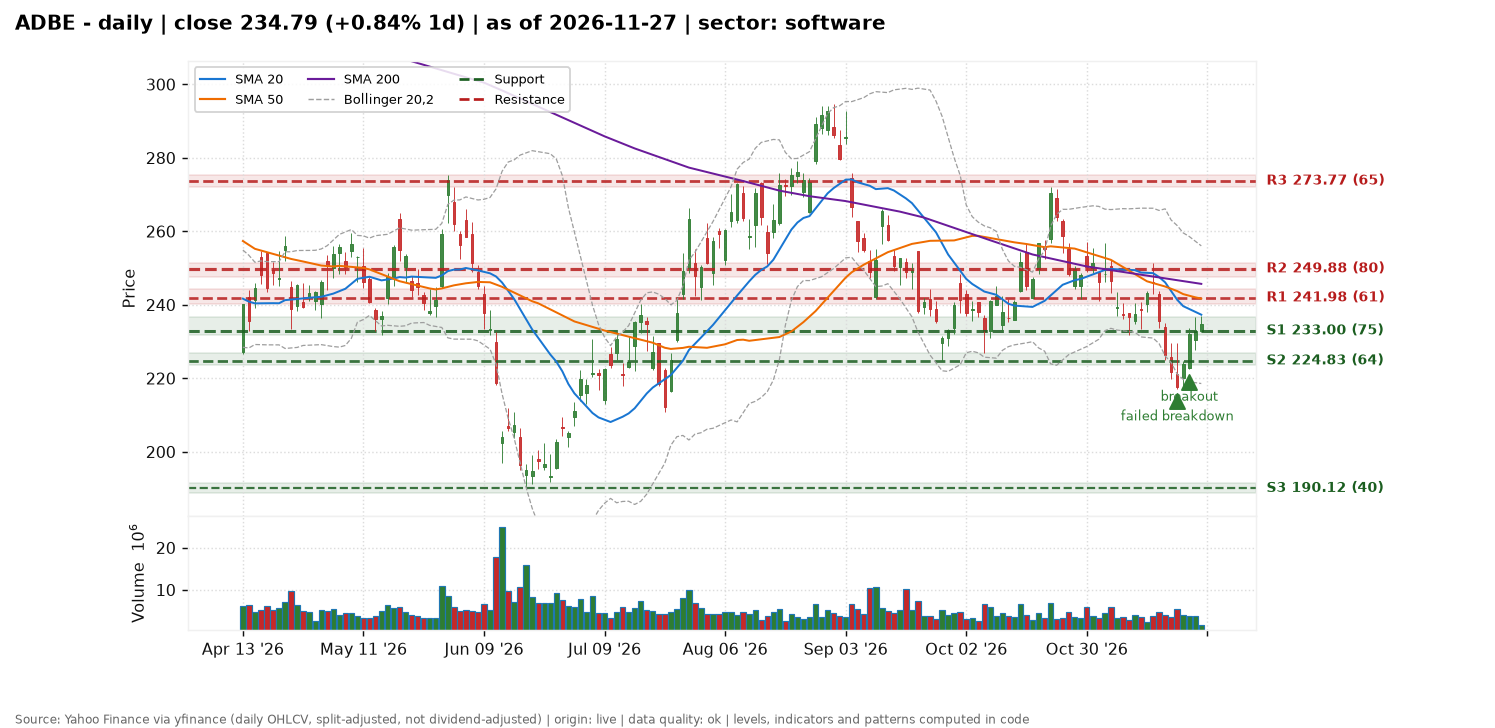 ADBE - daily | close 234.79 (+0.84% 1d) | as of 2026-11-27 | sector: software
SMA 20
SMA 50
SMA 200
Bollinger 20,2
Support
Resistance
Price
300
280
260
240
220
200
R3 273.77 (65)
R2 249.88 (80)
R1 241.98 (61)
S1 233.00 (75)
S2 224.83 (64)
S3 190.12 (40)
breakout
failed breakdown
Volume 10⁶
20
10
Apr 13 '26
May 11 '26
Jun 09 '26
Jul 09 '26
Aug 06 '26
Sep 03 '26
Oct 02 '26
Oct 30 '26
Source: Yahoo Finance via yfinance (daily OHLCV, split-adjusted, not dividend-adjusted) | origin: live | data quality: ok | levels, indicators and patterns computed in code